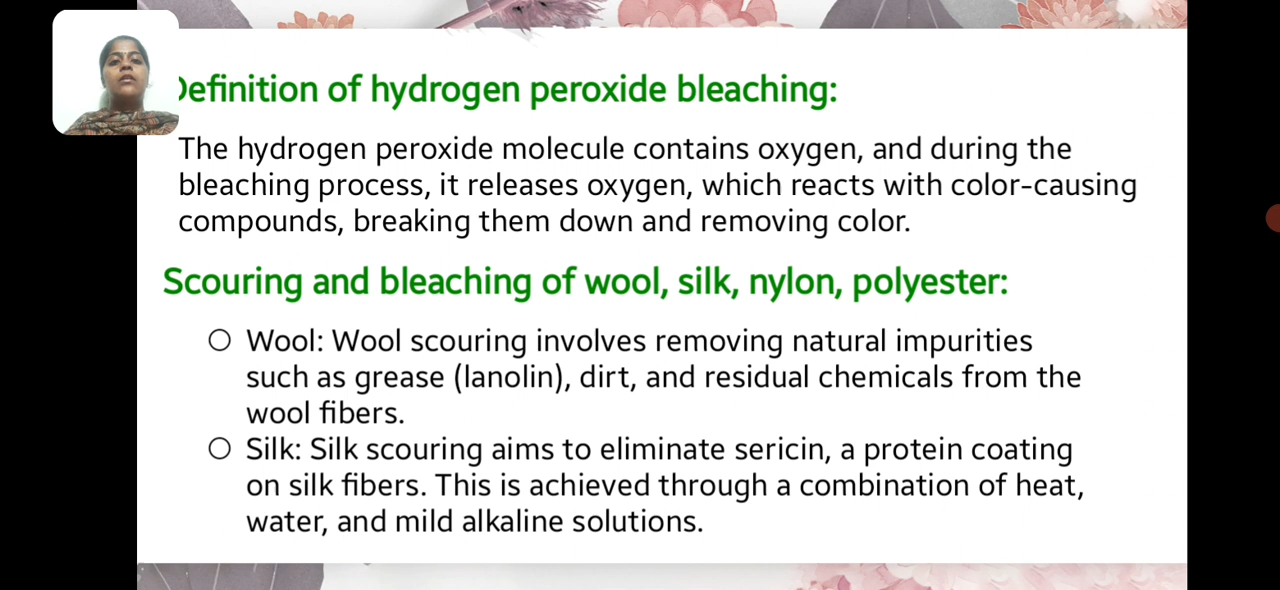 Definition of hydrogen peroxide bleaching:
The hydrogen peroxide molecule contains oxygen, and during the
bleaching process, it releases oxygen, which reacts with color-causing
compounds, breaking them down and removing color.
Scouring and bleaching of wool, silk, nylon, polyester:
Wool: Wool scouring involves removing natural impurities
such as grease (lanolin), dirt, and residual chemicals from the
wool fibers.
Silk: Silk scouring aims to eliminate sericin, a protein coating
on silk fibers. This is achieved through a combination of heat,
water, and mild alkaline solutions.